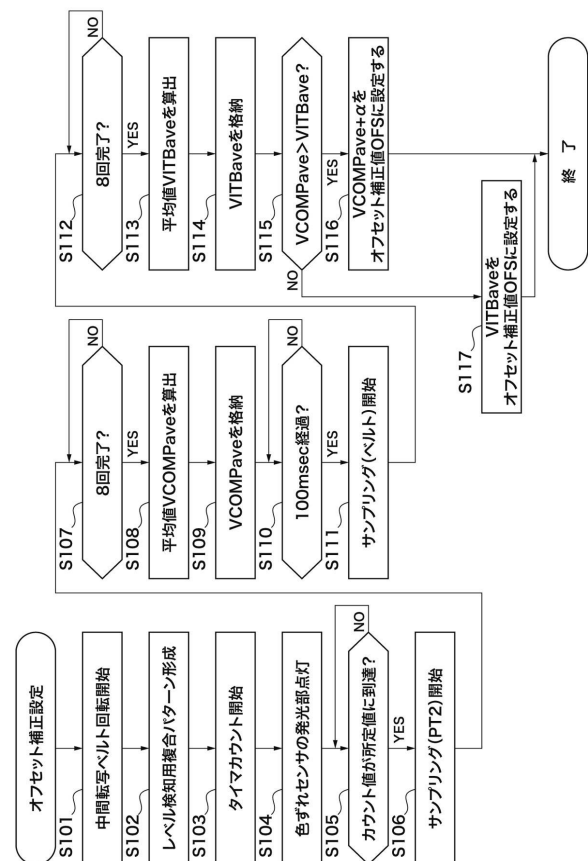 オフセット補正設定
S101
中間転写ベルト回転開始
S102
レベル検知用複合パターン形成
S103
タイマカウント開始
S104
色ずれセンサの発光部点灯
S105
カウント値が所定値に到達?
NO
YES
S106
サンプリング(PT2)開始
S107
8回完了?
NO
YES
S108
平均値VCOMPaveを算出
S109
VCOMPaveを格納
S110
100msec経過?
NO
YES
S111
サンプリング(ベルト)開始
S112
8回完了?
NO
YES
S113
平均値VITBaveを算出
S114
VITBaveを格納
S115
VCOMPave>VITBave?
NO
YES
S116
VCOMPave+αを
オフセット補正値OFSに設定する
S117
VITBaveを
オフセット補正値OFSに設定する
終 了